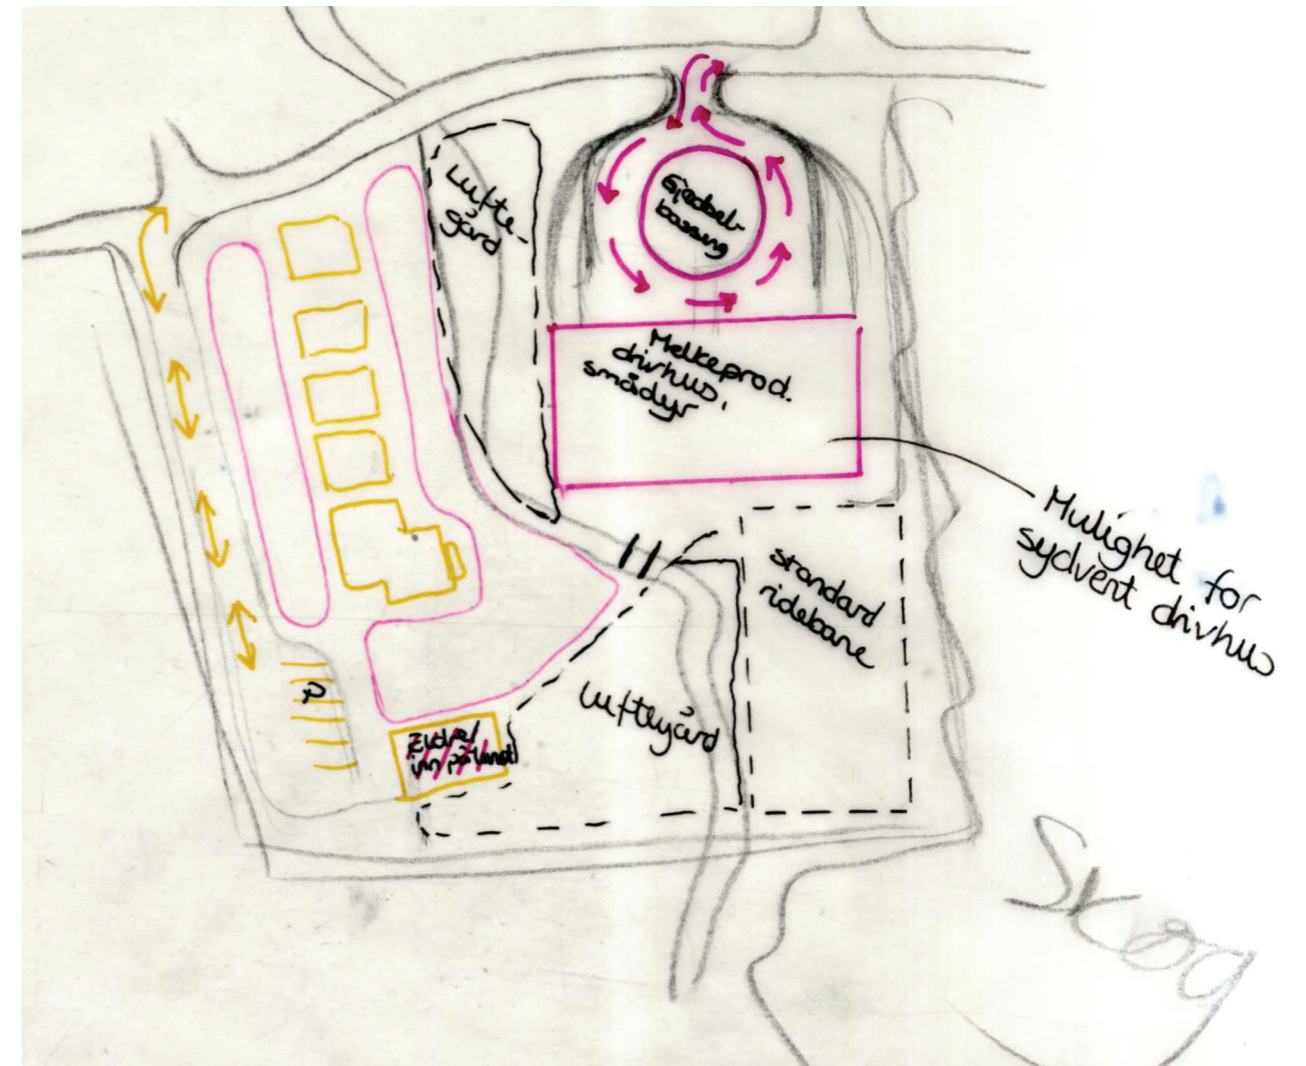 Lufte-
gård
Gjødsel-
basseng
Melkeprod.
drivhus,
smådyr
Mulighet for
sydvent drivhus
standard
ridebane
P
Luftegård
Skog